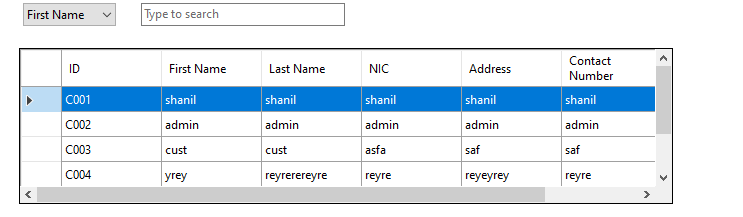 First Name Type to search
ID First Name Last Name NIC Address Contact Number
C001 shanil shanil shanil shanil shanil
C002 admin admin admin admin admin
C003 cust cust asfa saf saf
C004 yrey reyrerereyre reyre reyeyrey reyre